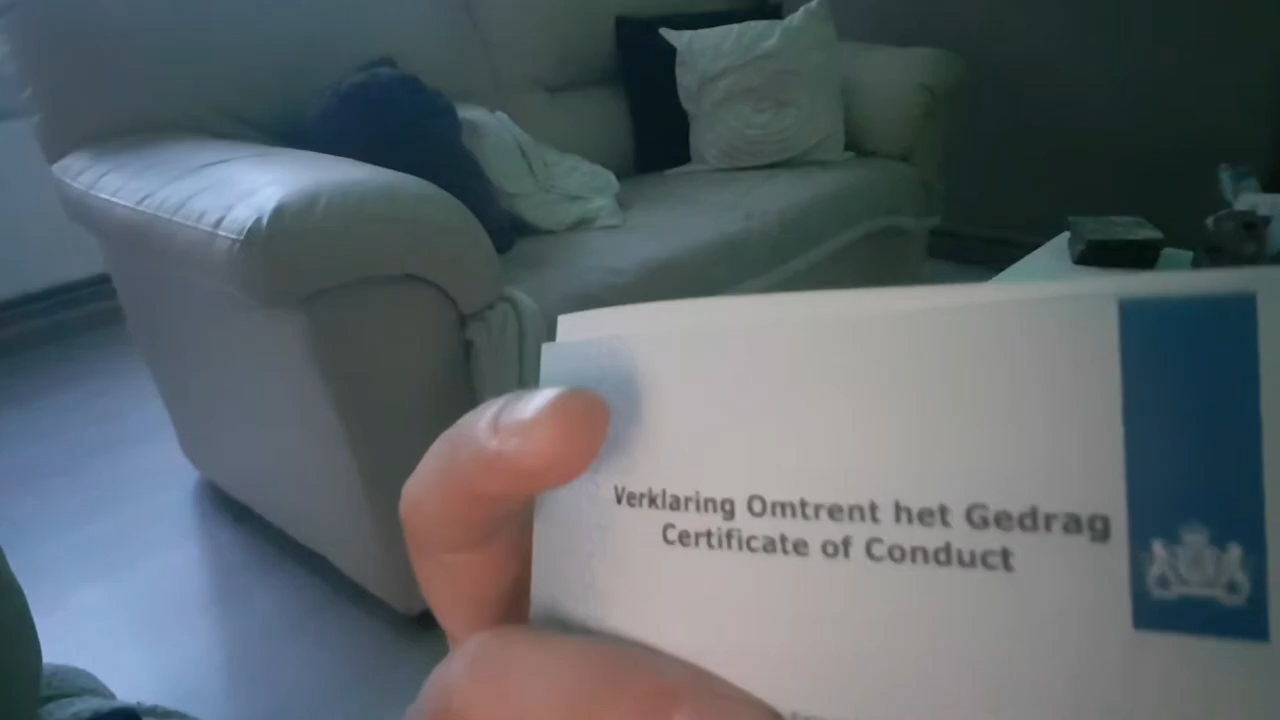 Verklaring Omtrent het Gedrag
Certificate of Conduct